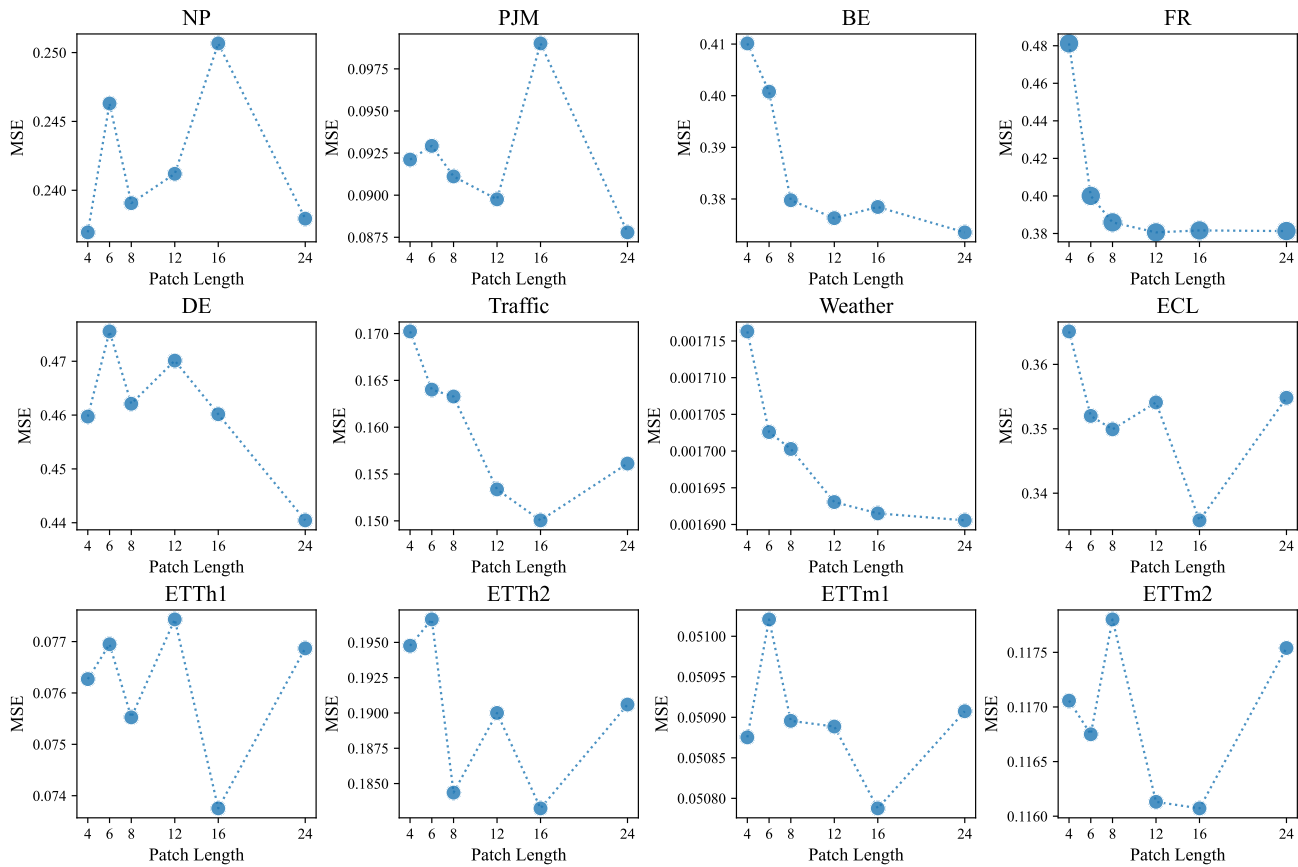 NP
0.250
0.245
0.240
MSE
4 6 8 12 16 24
Patch Length
PJM
0.0975
0.0950
0.0925
0.0900
0.0875
MSE
4 6 8 12 16 24
Patch Length
BE
0.41
0.40
0.39
0.38
MSE
4 6 8 12 16 24
Patch Length
FR
0.48
0.46
0.44
0.42
0.40
0.38
MSE
4 6 8 12 16 24
Patch Length
DE
0.47
0.46
0.45
0.44
MSE
4 6 8 12 16 24
Patch Length
Traffic
0.170
0.165
0.160
0.155
0.150
MSE
4 6 8 12 16 24
Patch Length
Weather
0.001715
0.001710
0.001705
0.001700
0.001695
0.001690
MSE
4 6 8 12 16 24
Patch Length
ECL
0.36
0.35
0.34
MSE
4 6 8 12 16 24
Patch Length
ETTh1
0.077
0.076
0.075
0.074
MSE
4 6 8 12 16 24
Patch Length
ETTh2
0.1950
0.1925
0.1900
0.1875
0.1850
MSE
4 6 8 12 16 24
Patch Length
ETTm1
0.05100
0.05095
0.05090
0.05085
0.05080
MSE
4 6 8 12 16 24
Patch Length
ETTm2
0.1175
0.1170
0.1165
0.1160
MSE
4 6 8 12 16 24
Patch Length